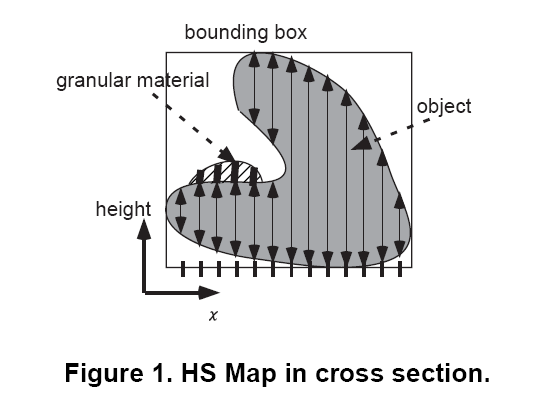 bounding box
granular material
object
height
x
Figure 1. HS Map in cross section.